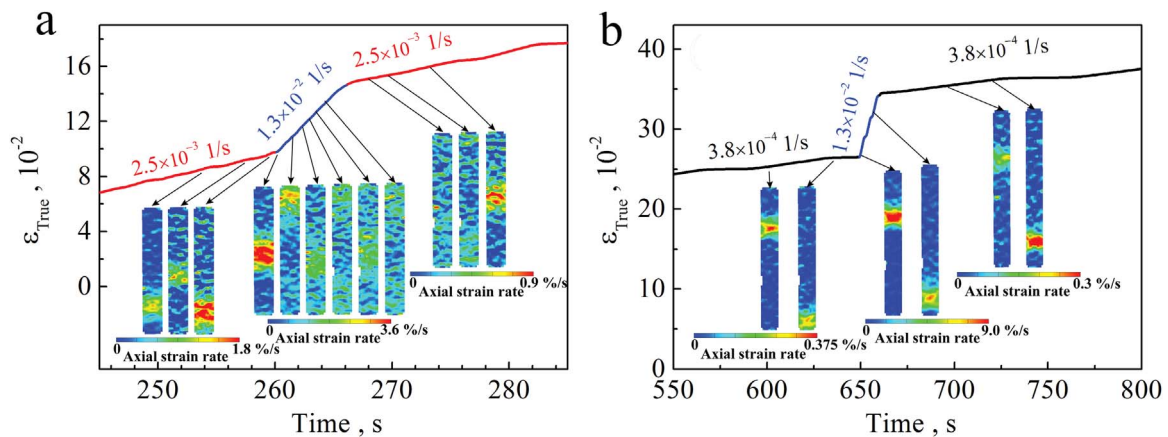 a
16
12
8
4
0
ε_True , 10^-2
2.5×10^-3 1/s
1.3×10^-2 1/s
2.5×10^-3 1/s
0 0.9 %/s
Axial strain rate
0 3.6 %/s
Axial strain rate
0 1.8 %/s
Axial strain rate
250 260 270 280
Time , s
b
40
30
20
10
0
ε_True , 10^-2
3.8×10^-4 1/s
1.3×10^-2 1/s
3.8×10^-4 1/s
0 0.3 %/s
Axial strain rate
0 9.0 %/s
Axial strain rate
0 0.375 %/s
Axial strain rate
550 600 650 700 750 800
Time , s